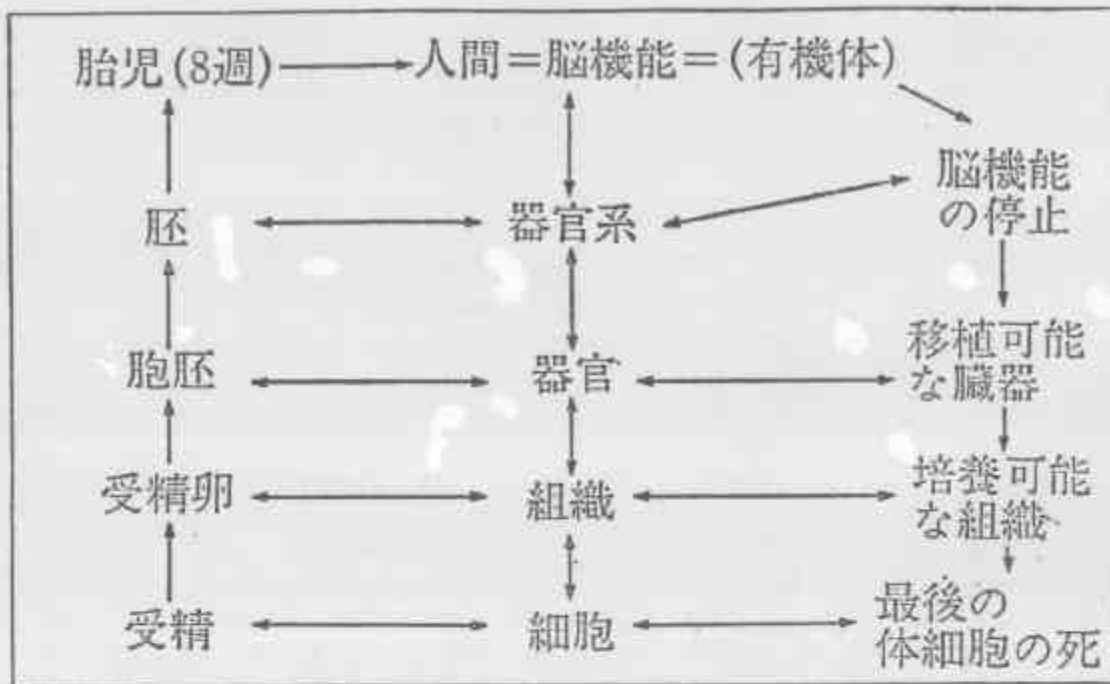 胎児(8週)
人間＝脳機能＝(有機体)
脳機能
の停止
胚
器官系
移植可能
な臓器
胞胚
器官
培養可能
な組織
受精卵
組織
最後の
体細胞の死
受精
細胞